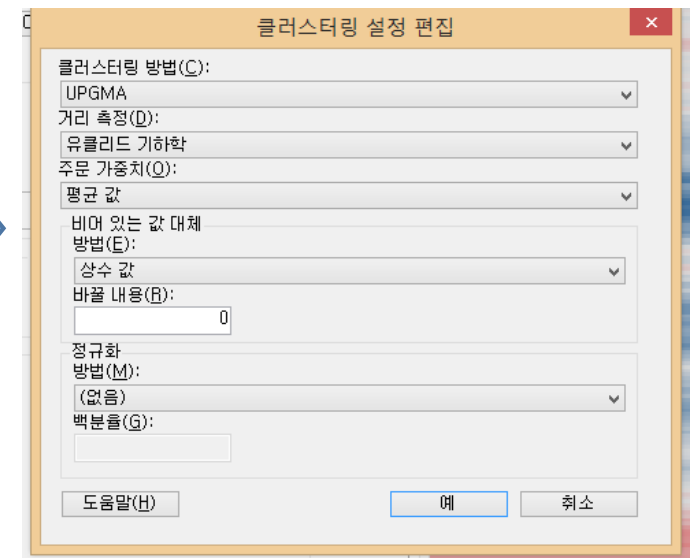 클러스터링 설정 편집
클러스터링 방법(C):
UPGMA
거리 측정(D):
유클리드 기하학
주문 가중치(O):
평균 값
비어 있는 값 대체
방법(E):
상수 값
바꿀 내용(R):
0
정규화
방법(M):
(없음)
백분율(G):
도움말(H) 예 취소